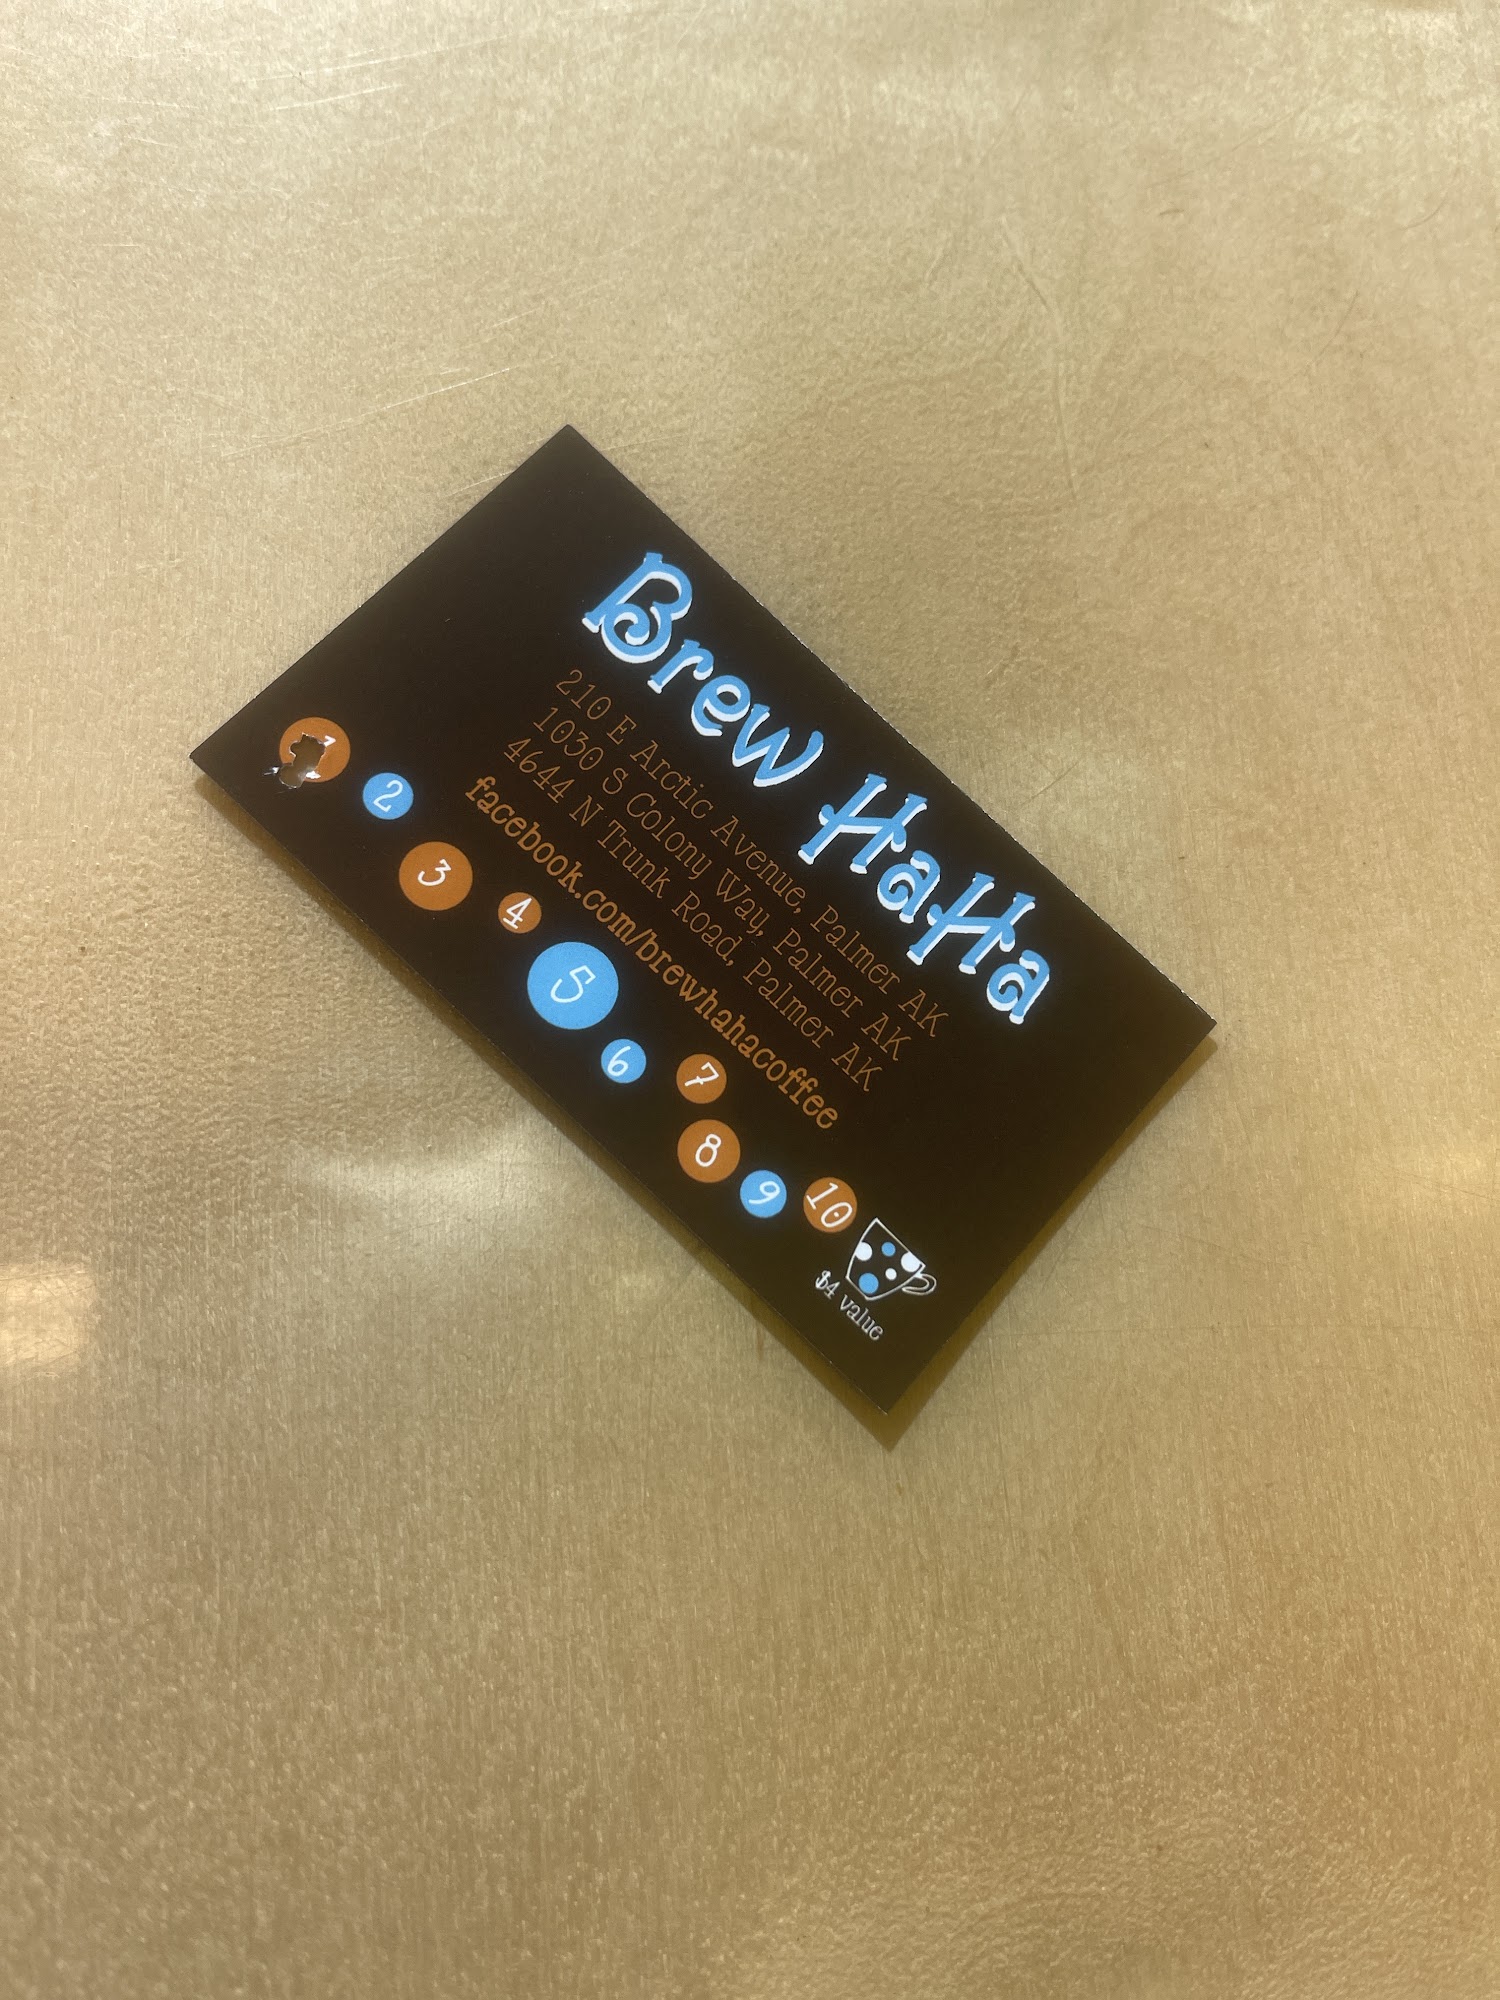 Brew HaHa
210 E Arctic Avenue, Palmer AK
1030 S Colony Way, Palmer AK
4644 N Trunk Road, Palmer AK
facebook.com/brewhahacoffee
1 2 3 4 5 6 7 8 9 10
$4 value